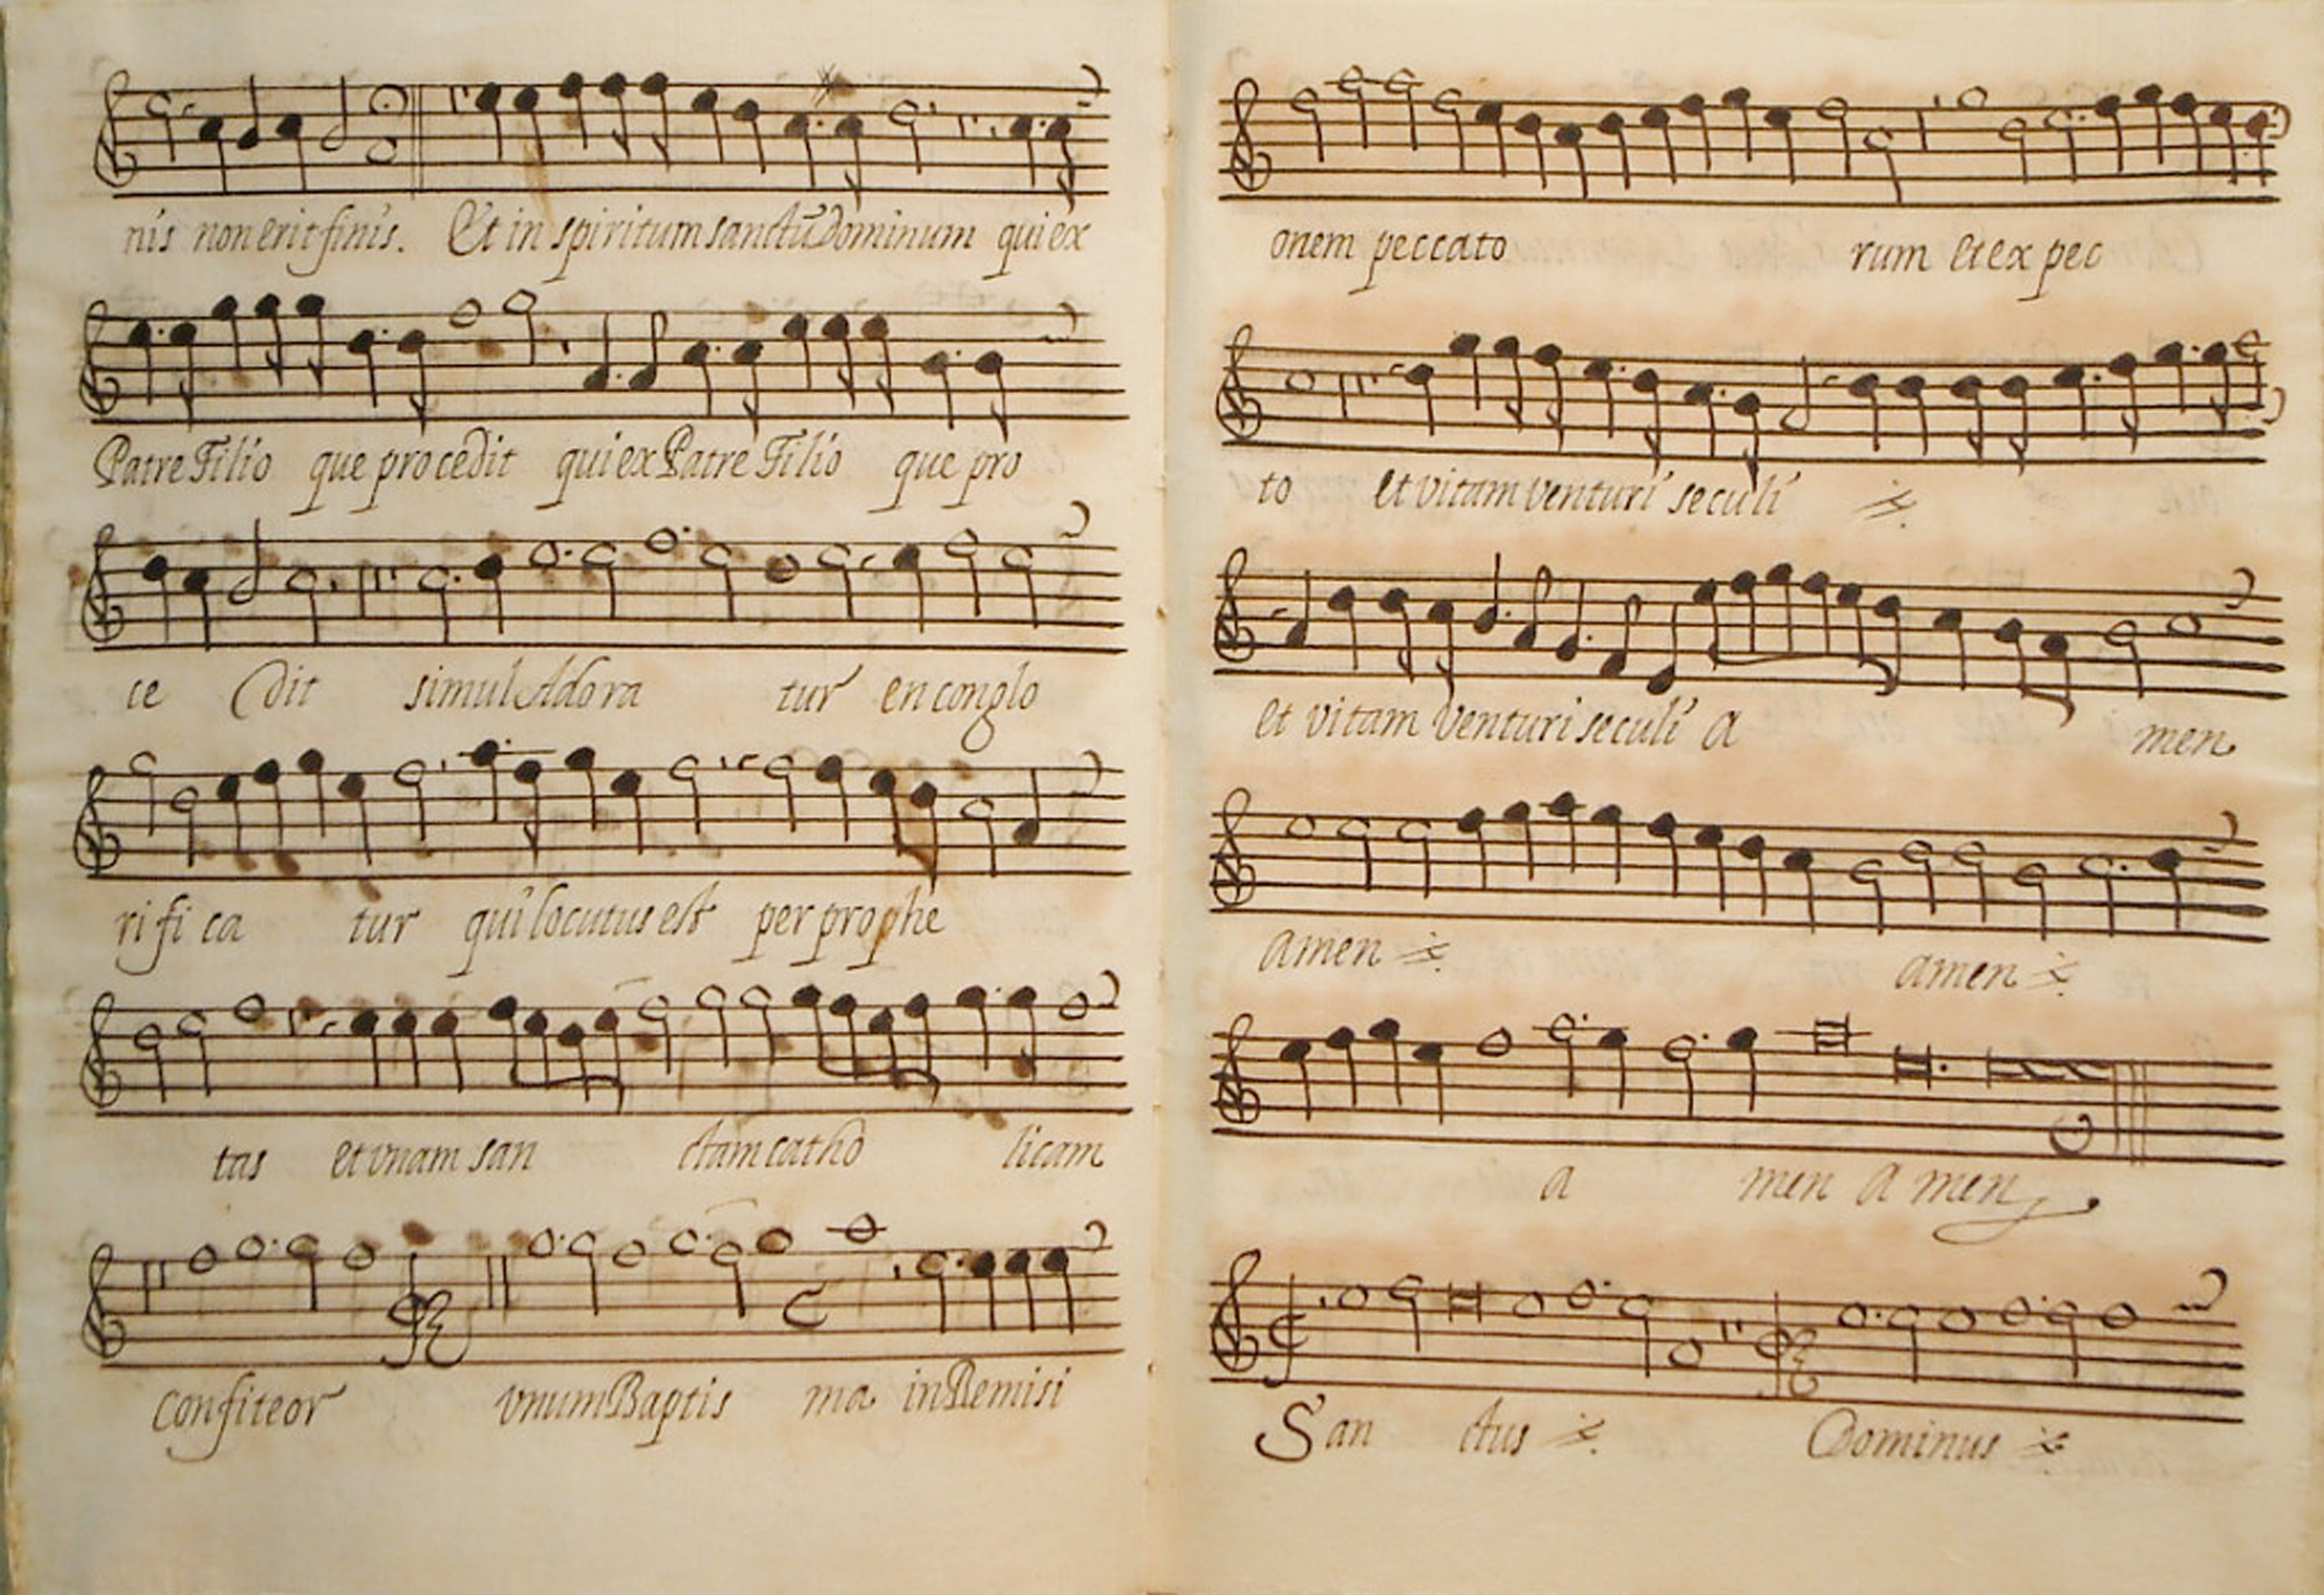 nis non erit finis. Et in spiritum sanctū dominum qui ex
Patre Filio que procedit qui ex Patre Filio que pro
ce dit simul Adora tur en conglo
ri fi ca tur qui locutus est per prophe
tas et vnam san ctam catho licam
Confiteor vnum Baptis ma in Remisi
onem peccato rum et ex pec
to et vitam venturi seculi
et vitam venturi seculi a men
amen amen
a men a men
San ctus Dominus